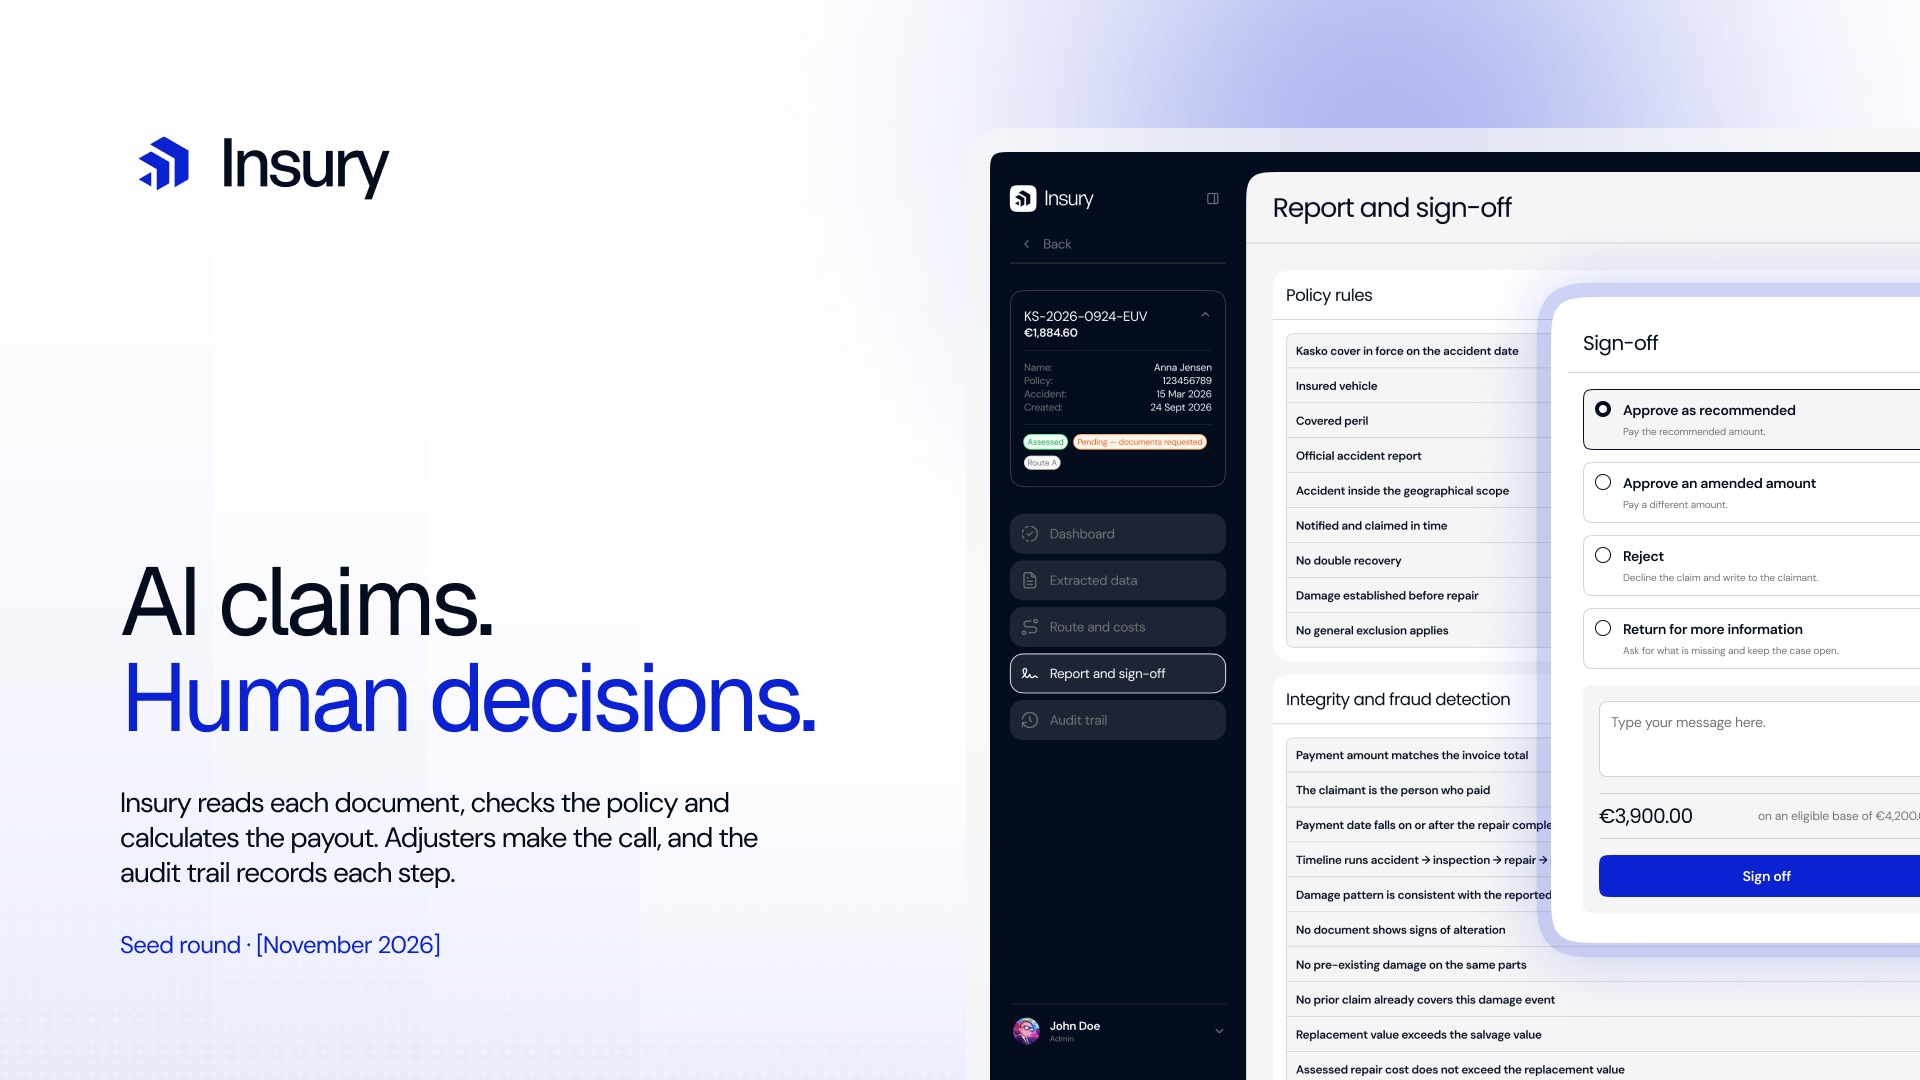 Insury
AI claims.
Human decisions.
Insury reads each document, checks the policy and
calculates the payout. Adjusters make the call, and the
audit trail records each step.
Seed round · [November 2026]
Insury
Back
KS-2026-0924-EUV
€1,884.60
Name: Anna Jensen
Policy: 123456789
Accident: 15 Mar 2026
Created: 24 Sept 2026
Assessed Pending — documents requested
Route A
Dashboard
Extracted data
Route and costs
Report and sign-off
Audit trail
John Doe
Admin
Report and sign-off
Policy rules
Kasko cover in force on the accident date
Insured vehicle
Covered peril
Official accident report
Accident inside the geographical scope
Notified and claimed in time
No double recovery
Damage established before repair
No general exclusion applies
Integrity and fraud detection
Payment amount matches the invoice total
The claimant is the person who paid
Payment date falls on or after the repair comple
Timeline runs accident → inspection → repair →
Damage pattern is consistent with the reported
No document shows signs of alteration
No pre-existing damage on the same parts
No prior claim already covers this damage event
Replacement value exceeds the salvage value
Assessed repair cost does not exceed the replacement value
Sign-off
Approve as recommended
Pay the recommended amount.
Approve an amended amount
Pay a different amount.
Reject
Decline the claim and write to the claimant.
Return for more information
Ask for what is missing and keep the case open.
Type your message here.
€3,900.00 on an eligible base of €4,200.
Sign off